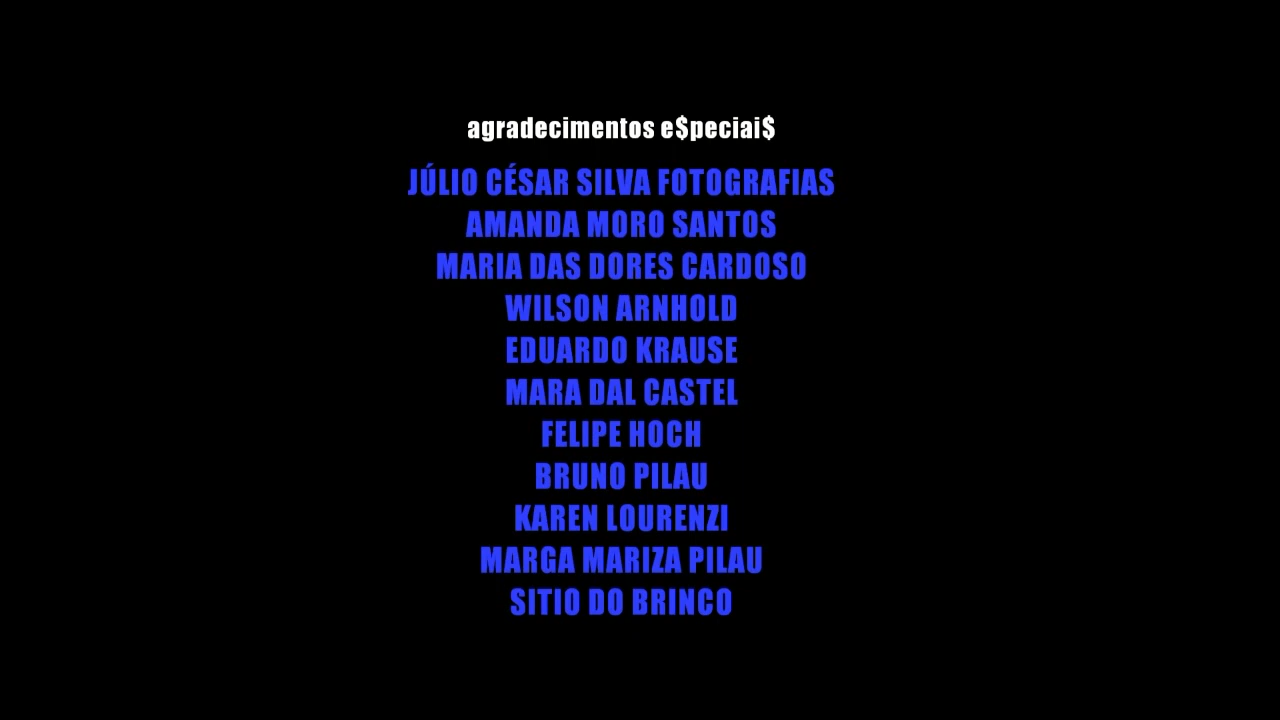 agradecimentos e$peciai$
JÚLIO CÉSAR SILVA FOTOGRAFIAS
AMANDA MORO SANTOS
MARIA DAS DORES CARDOSO
WILSON ARNHOLD
EDUARDO KRAUSE
MARA DAL CASTEL
FELIPE HOCH
BRUNO PILAU
KAREN LOURENZI
MARGA MARIZA PILAU
SITIO DO BRINCO